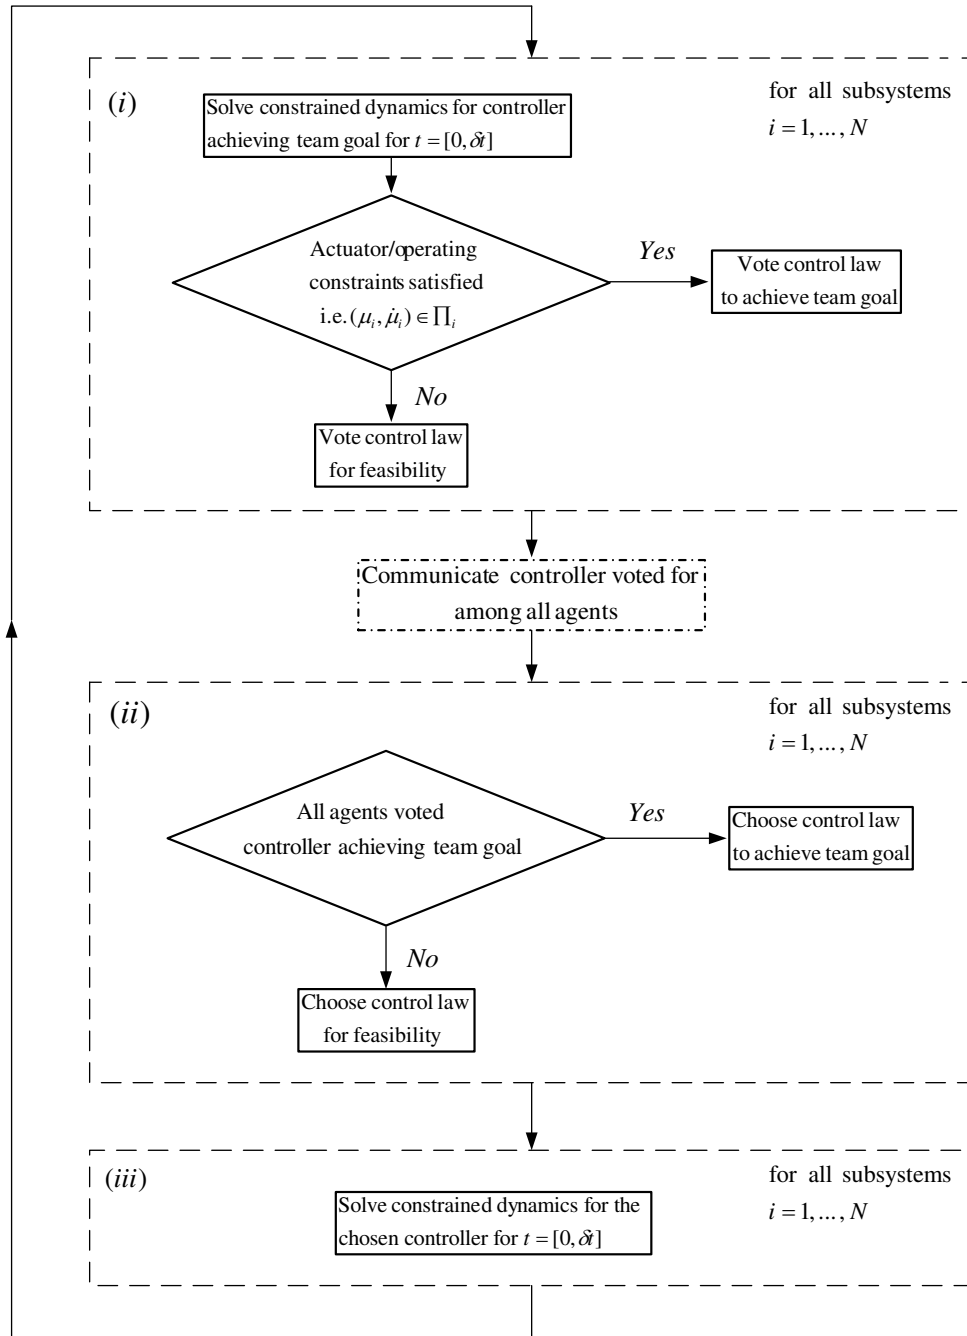 (i)
for all subsystems
i = 1, ..., N
Solve constrained dynamics for controller
achieving team goal for t = [0, δt]
Actuator/operating
constraints satisfied
i.e. (μ_i, μ̇_i) ∈ ∏_i
Yes
Vote control law
to achieve team goal
No
Vote control law
for feasibility
Communicate controller voted for
among all agents
(ii)
for all subsystems
i = 1, ..., N
All agents voted
controller achieving team goal
Yes
Choose control law
to achieve team goal
No
Choose control law
for feasibility
(iii)
for all subsystems
i = 1, ..., N
Solve constrained dynamics for the
chosen controller for t = [0, δt]